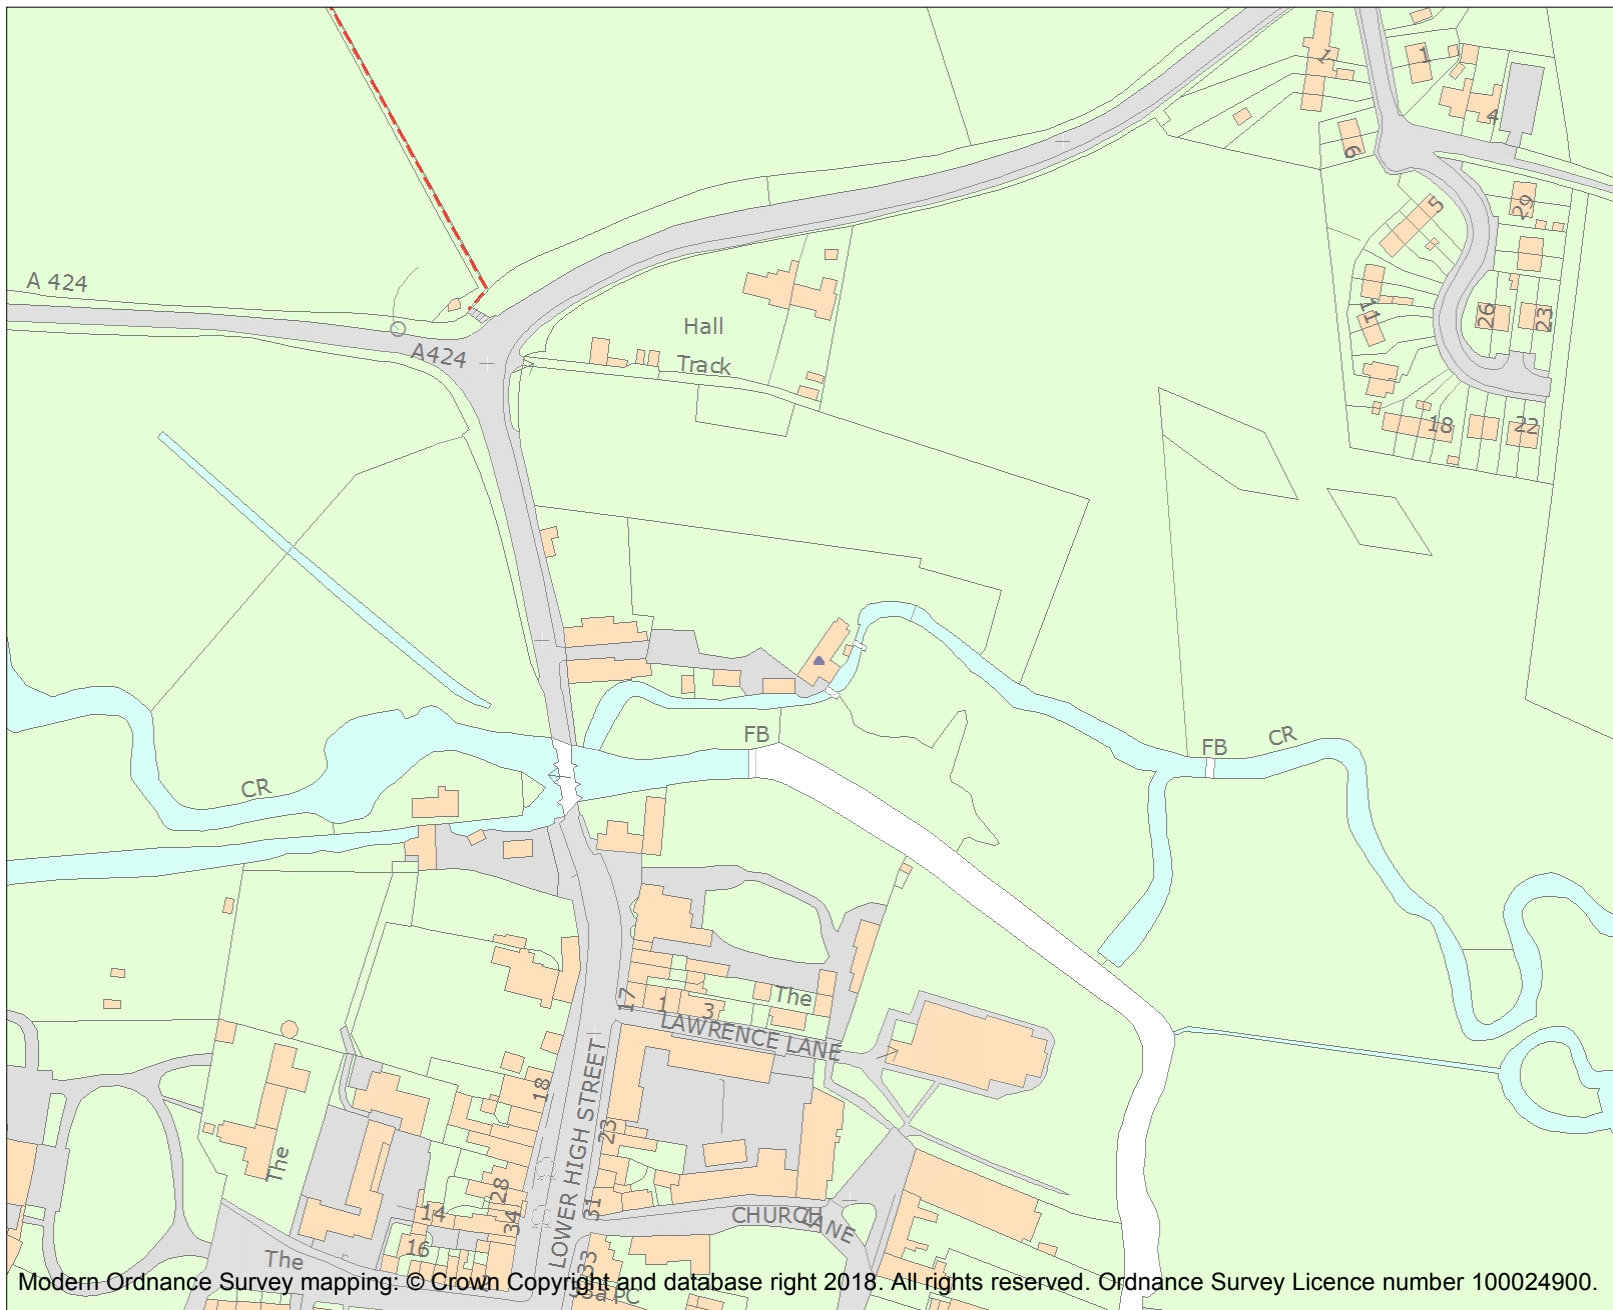 1
1
4
6
5
29
A 424
11
26
23
Hall
A424
Track
18
22
FB
FB
CR
CR
17
1
3
The
LAWRENCE LANE
18
LOWER HIGH STREET
23
The
28
31
14
34
CHURCH
LANE
16
The
33
PC
Modern Ordnance Survey mapping: © Crown Copyright and database right 2018. All rights reserved. Ordnance Survey Licence number 100024900.